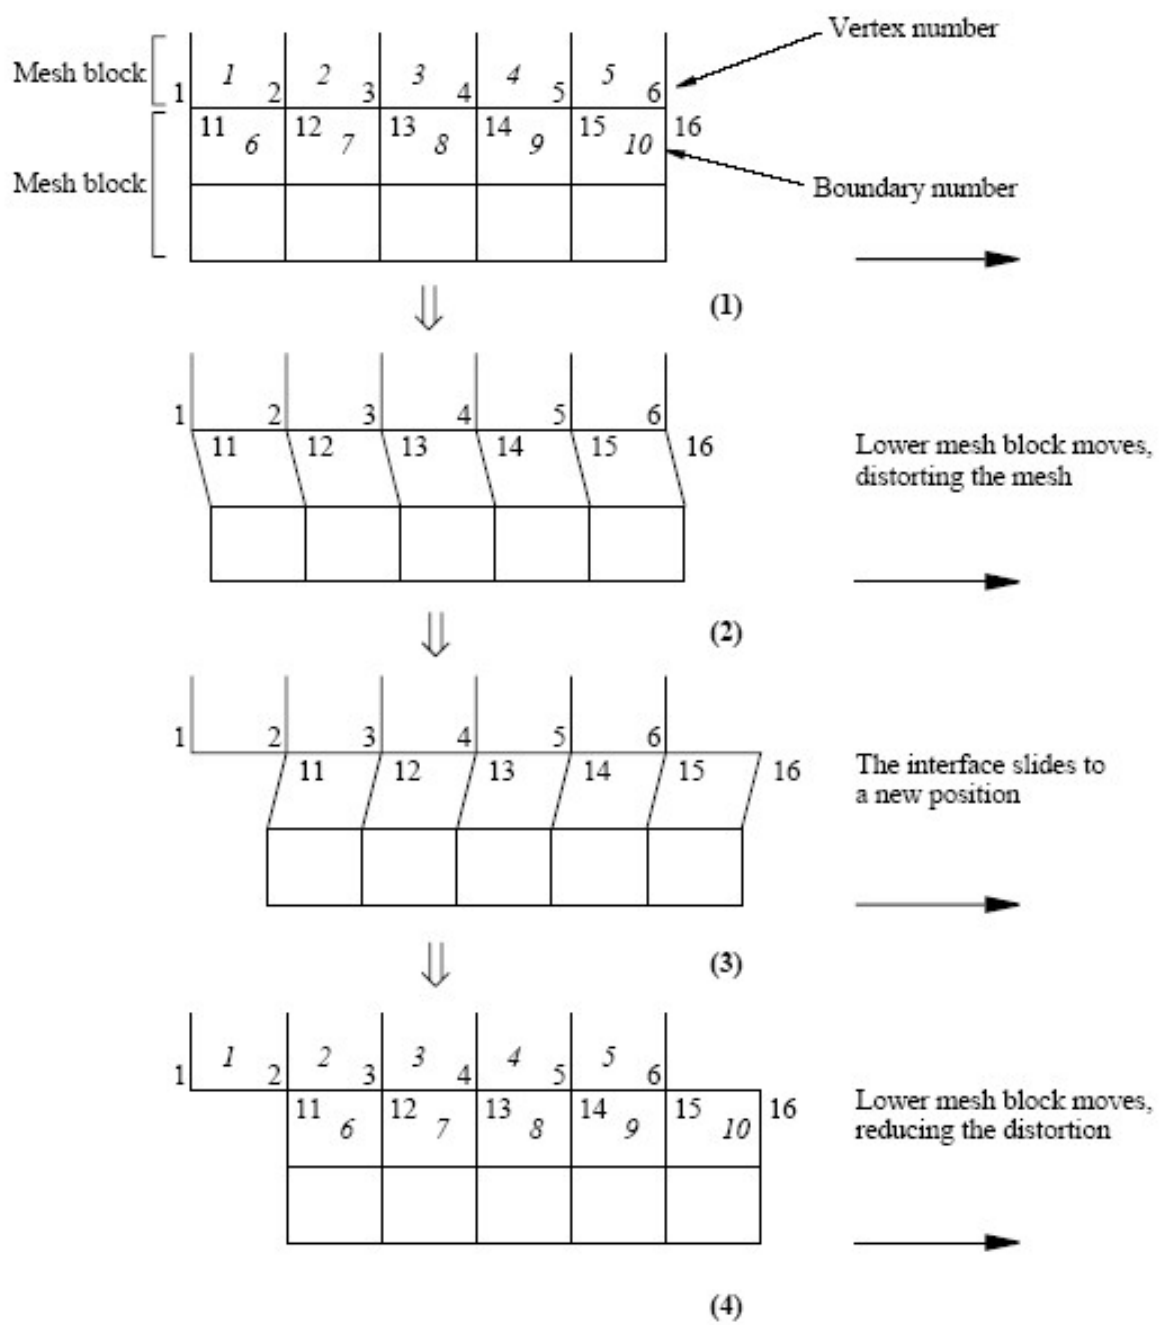 Vertex number
Mesh block
1 1 2 2 3 3 4 4 5 5 6
11 6 12 7 13 8 14 9 15 10 16
Mesh block
Boundary number
(1)
1 2 3 4 5 6
11 12 13 14 15 16
Lower mesh block moves,
distorting the mesh
(2)
1 2 3 4 5 6
11 12 13 14 15 16
The interface slides to
a new position
(3)
1 1 2 2 3 3 4 4 5 5 6
11 6 12 7 13 8 14 9 15 10 16
Lower mesh block moves,
reducing the distortion
(4)